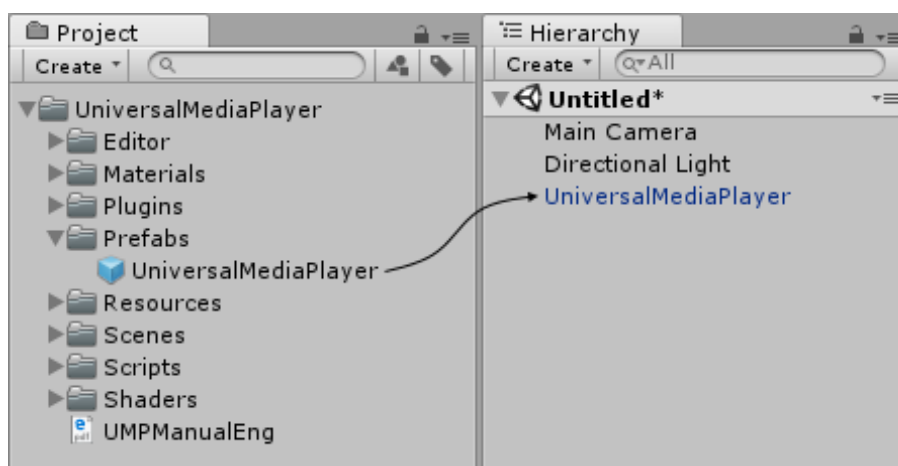 Project
Create
UniversalMediaPlayer
Editor
Materials
Plugins
Prefabs
UniversalMediaPlayer
Resources
Scenes
Scripts
Shaders
UMPManualEng
Hierarchy
Create
All
Untitled*
Main Camera
Directional Light
UniversalMediaPlayer